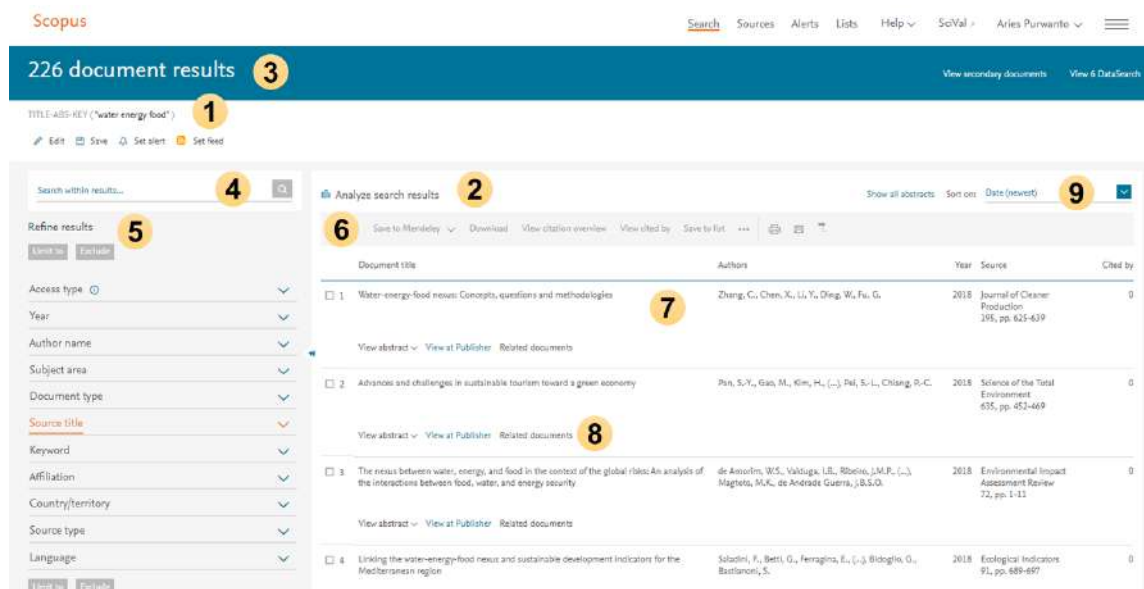 Scopus
Search Sources Alerts Lists Help SciVal Aries Purwanto
226 document results 3
View secondary documents View 6 DataSearch
TITLE-ABS-KEY ( "water energy food" ) 1
Edit Save Set alert Set feed
Search within results... 4
Refine results 5
Limit to Exclude
Access type
Year
Author name
Subject area
Document type
Source title
Keyword
Affiliation
Country/territory
Source type
Language
Limit to Exclude
Analyze search results 2
Show all abstracts Sort on: Date (newest) 9
6 Save to Mendeley Download View citation overview View cited by Save to list •••
Document title Authors Year Source Cited by
1 Water-energy-food nexus: Concepts, questions and methodologies 7 Zhang, C., Chen, X., Li, Y., Ding, W., Fu, G. 2018 Journal of Cleaner 0
Production
195, pp. 625-639
View abstract View at Publisher Related documents
2 Advances and challenges in sustainable tourism toward a green economy Pan, S.-Y., Gao, M., Kim, H., (...), Pei, S.-L., Chiang, P.-C. 2018 Science of the Total 0
Environment
635, pp. 452-469
View abstract View at Publisher Related documents 8
3 The nexus between water, energy, and food in the context of the global risks: An analysis of de Amorim, W.S., Valduga, I.B., Ribeiro, J.M.P., (...), 2018 Environmental Impact 0
the interactions between food, water, and energy security Magtoto, M.K., de Andrade Guerra, J.B.S.O. Assessment Review
72, pp. 1-11
View abstract View at Publisher Related documents
4 Linking the water-energy-food nexus and sustainable development indicators for the Saladini, F., Betti, G., Ferragina, E., (...), Bidoglio, G., 2018 Ecological Indicators 0
Mediterranean region Bastianoni, S. 91, pp. 689-697